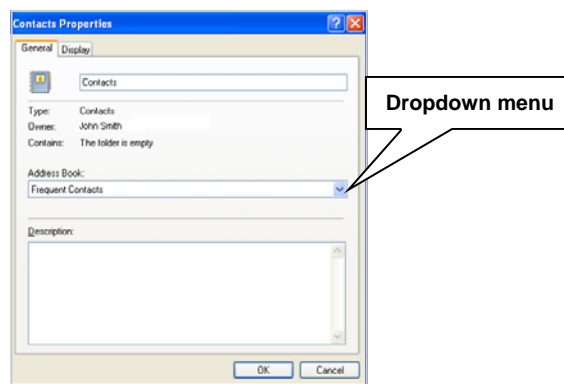 Contacts Properties
General Display
Contacts
Type: Contacts
Owner: John Smith
Contains: The folder is empty
Address Book:
Frequent Contacts
Description:
OK Cancel
Dropdown menu